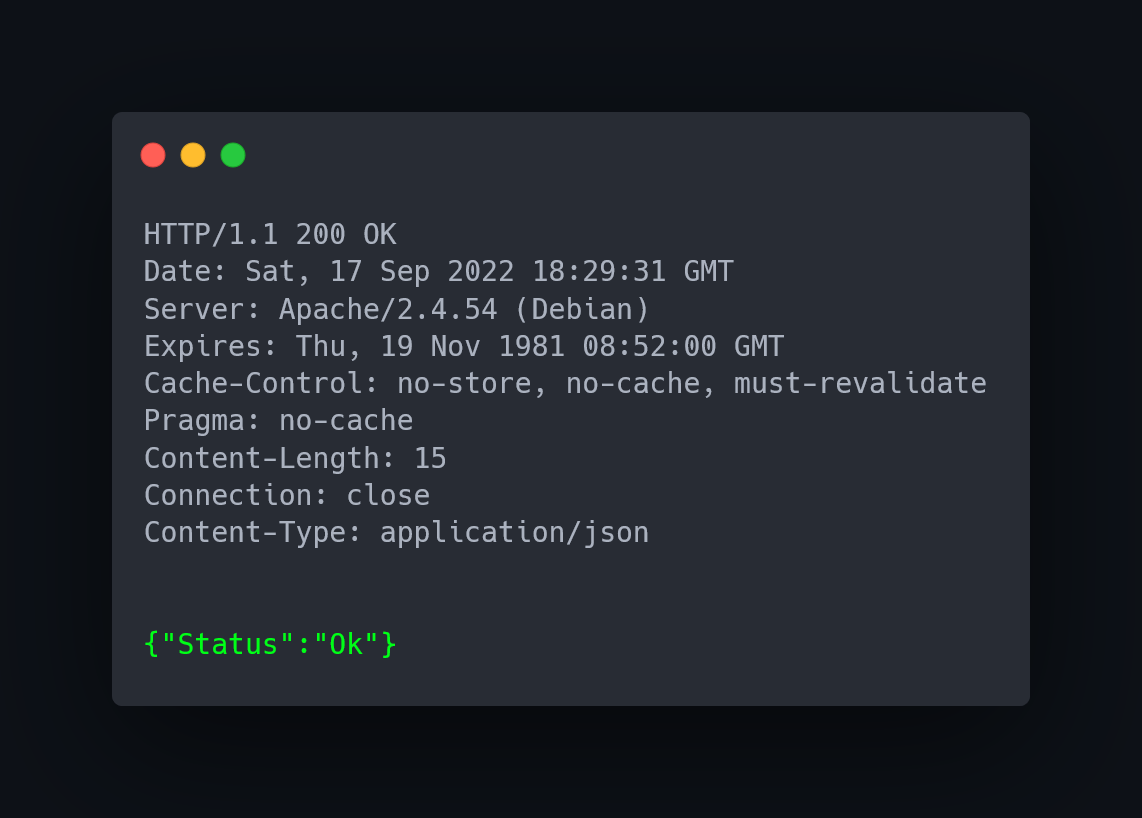 HTTP/1.1 200 OK
Date: Sat, 17 Sep 2022 18:29:31 GMT
Server: Apache/2.4.54 (Debian)
Expires: Thu, 19 Nov 1981 08:52:00 GMT
Cache-Control: no-store, no-cache, must-revalidate
Pragma: no-cache
Content-Length: 15
Connection: close
Content-Type: application/json
{"Status":"Ok"}